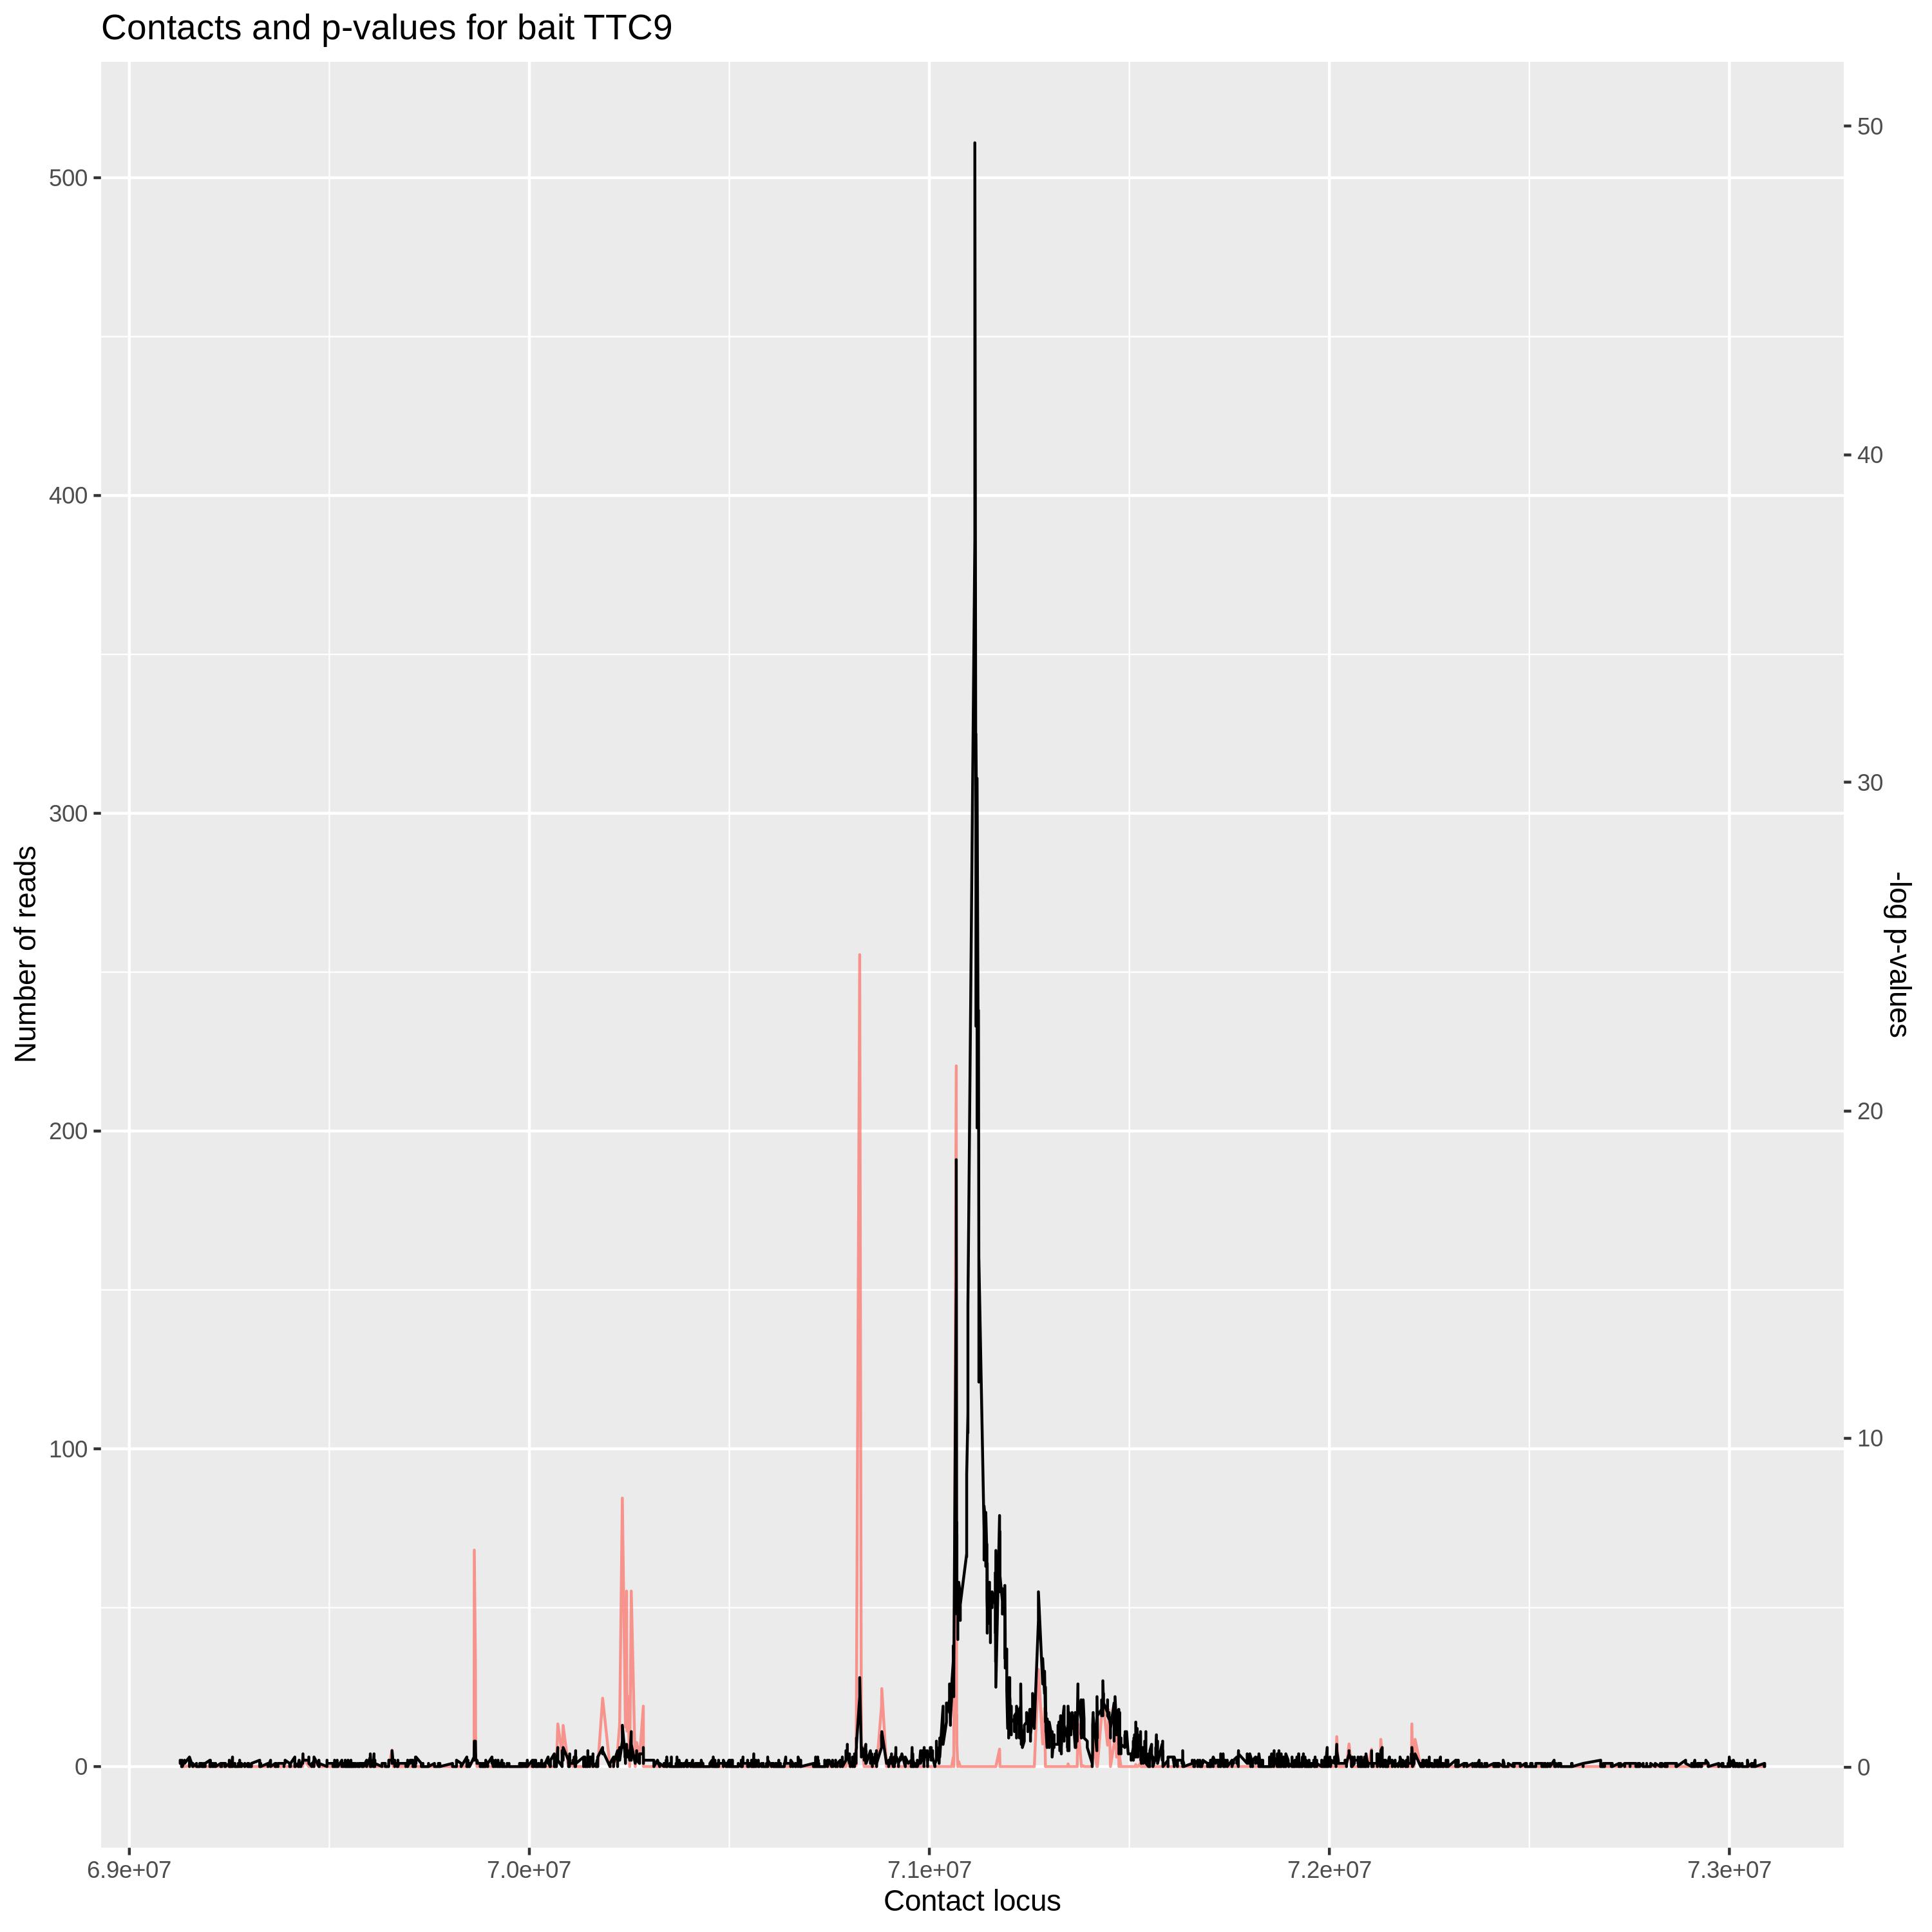 Contacts and p-values for bait TTC9
Number of reads
500
400
300
200
100
0
50
40
30
20
10
0
-log p-values
6.9e+07 7.0e+07 7.1e+07 7.2e+07 7.3e+07
Contact locus